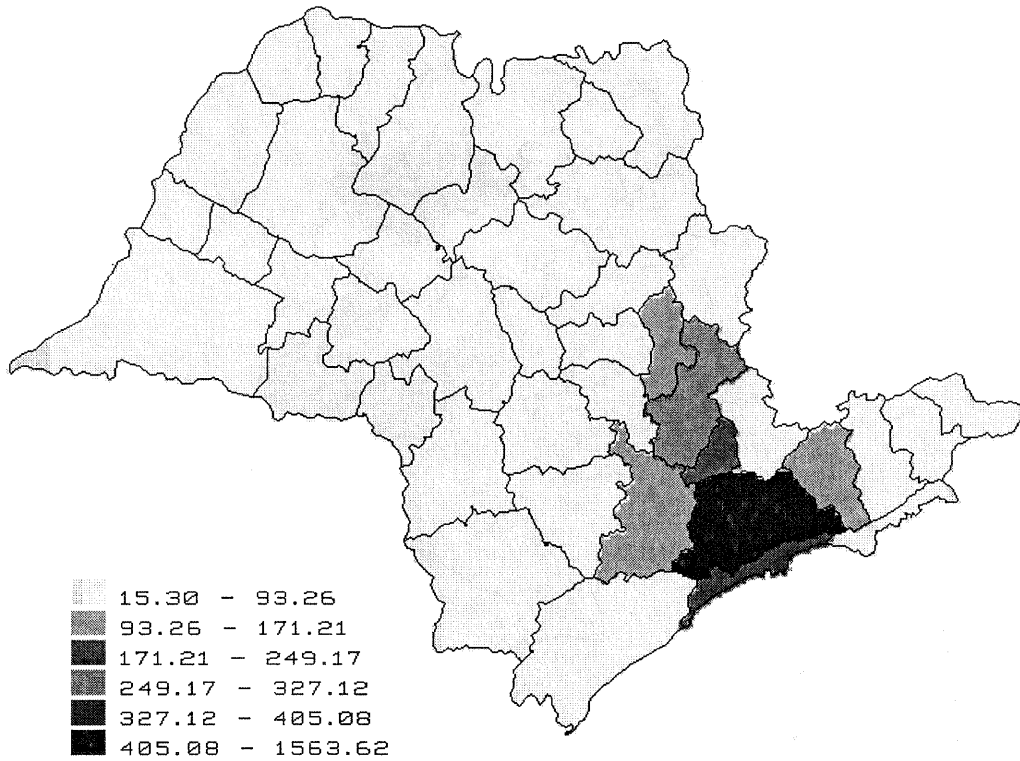 15.30 - 93.26
93.26 - 171.21
171.21 - 249.17
249.17 - 327.12
327.12 - 405.08
405.08 - 1563.62